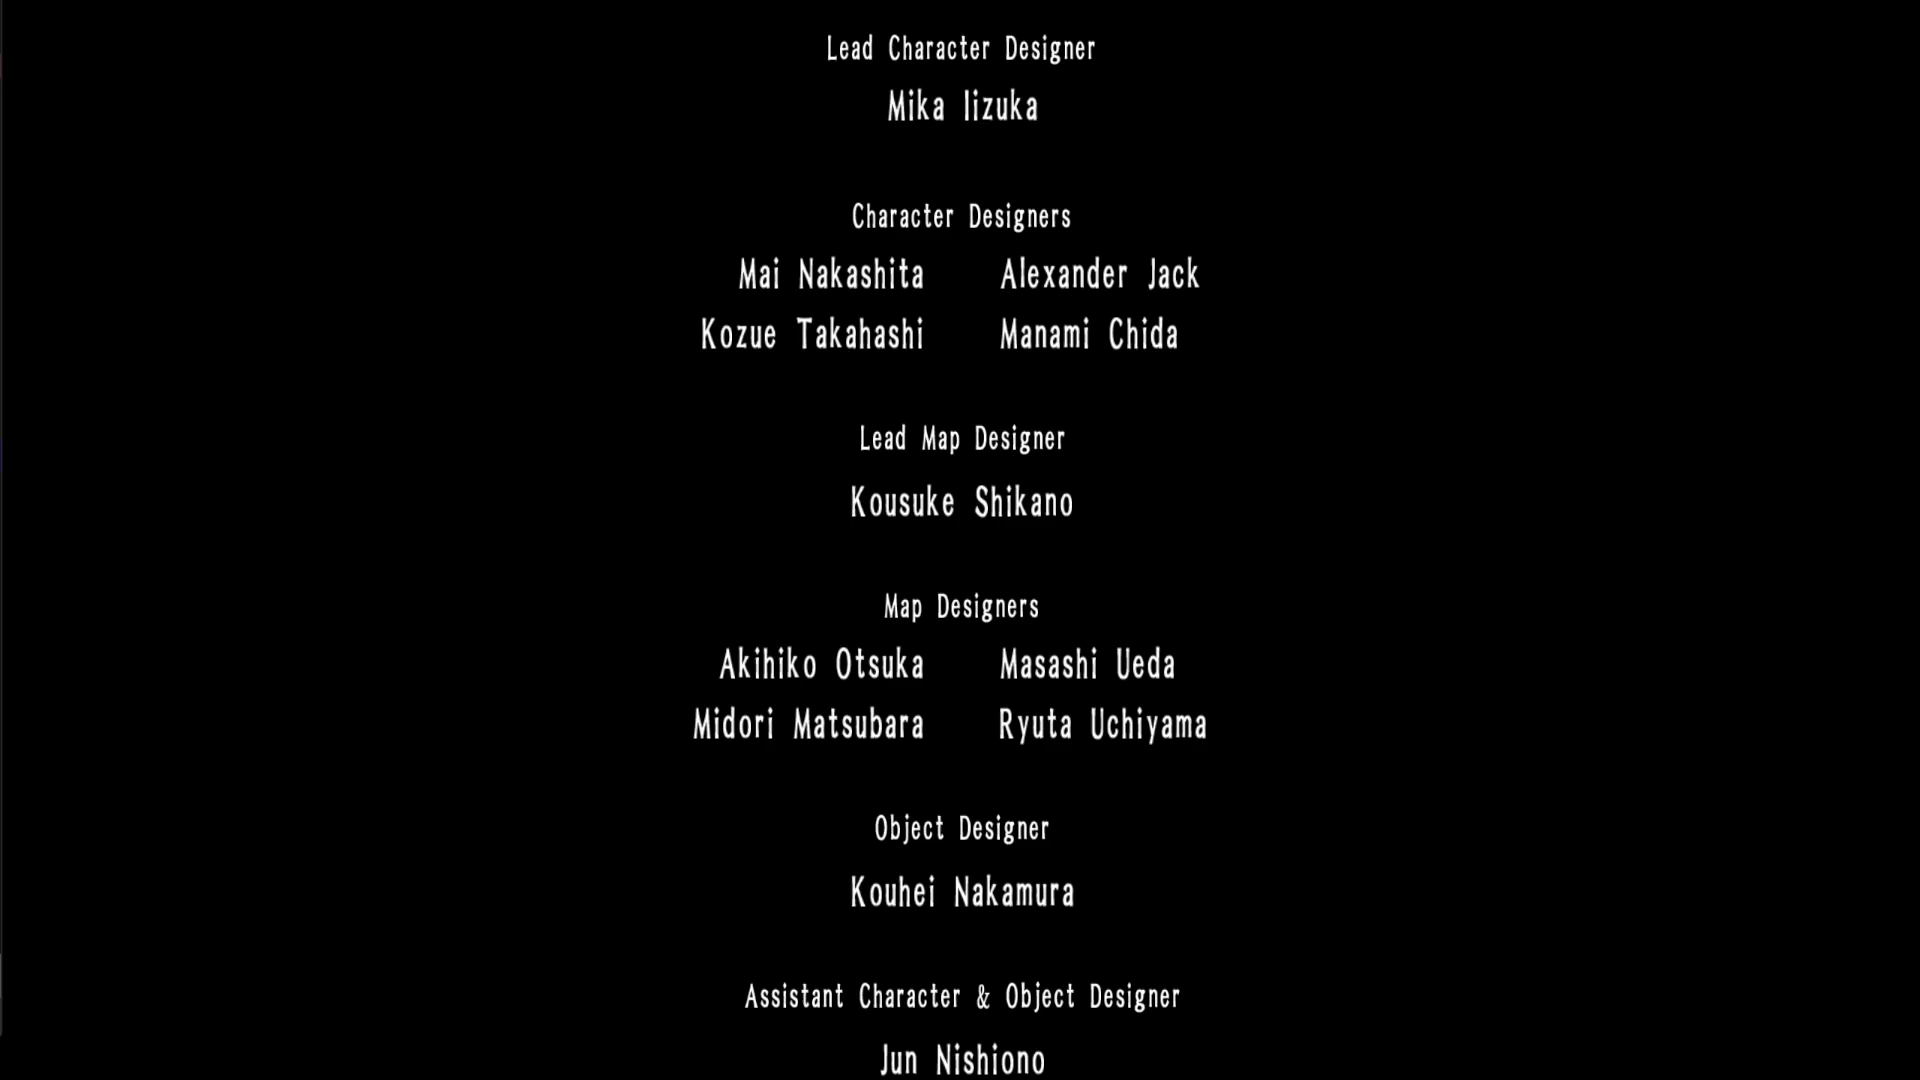 Lead Character Designer
Mika Iizuka
Character Designers
Mai Nakashita Alexander Jack
Kozue Takahashi Manami Chida
Lead Map Designer
Kousuke Shikano
Map Designers
Akihiko Otsuka Masashi Ueda
Midori Matsubara Ryuta Uchiyama
Object Designer
Kouhei Nakamura
Assistant Character & Object Designer
Jun Nishiono